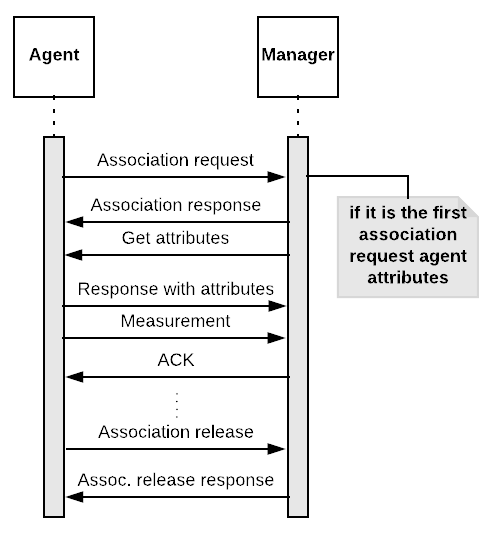 Agent
Manager
Association request
Association response
Get attributes
Response with attributes
Measurement
ACK
Association release
Assoc. release response
if it is the first
association
request agent
attributes